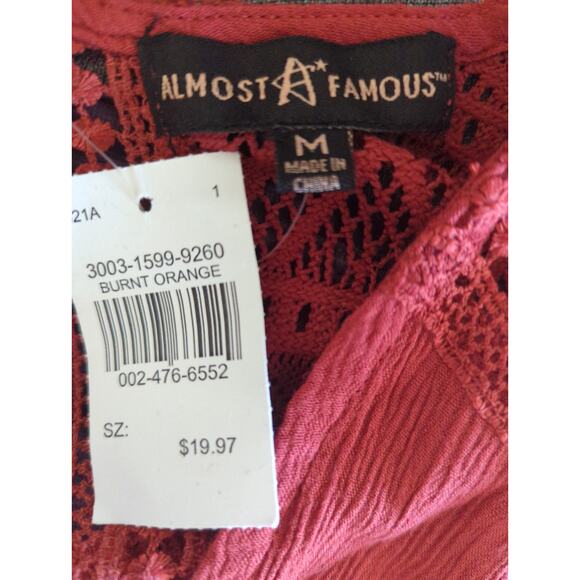 ALMOST A* FAMOUS™
M
MADE IN
CHINA
21A 1
3003-1599-9260
BURNT ORANGE
002-476-6552
SZ:
$19.97